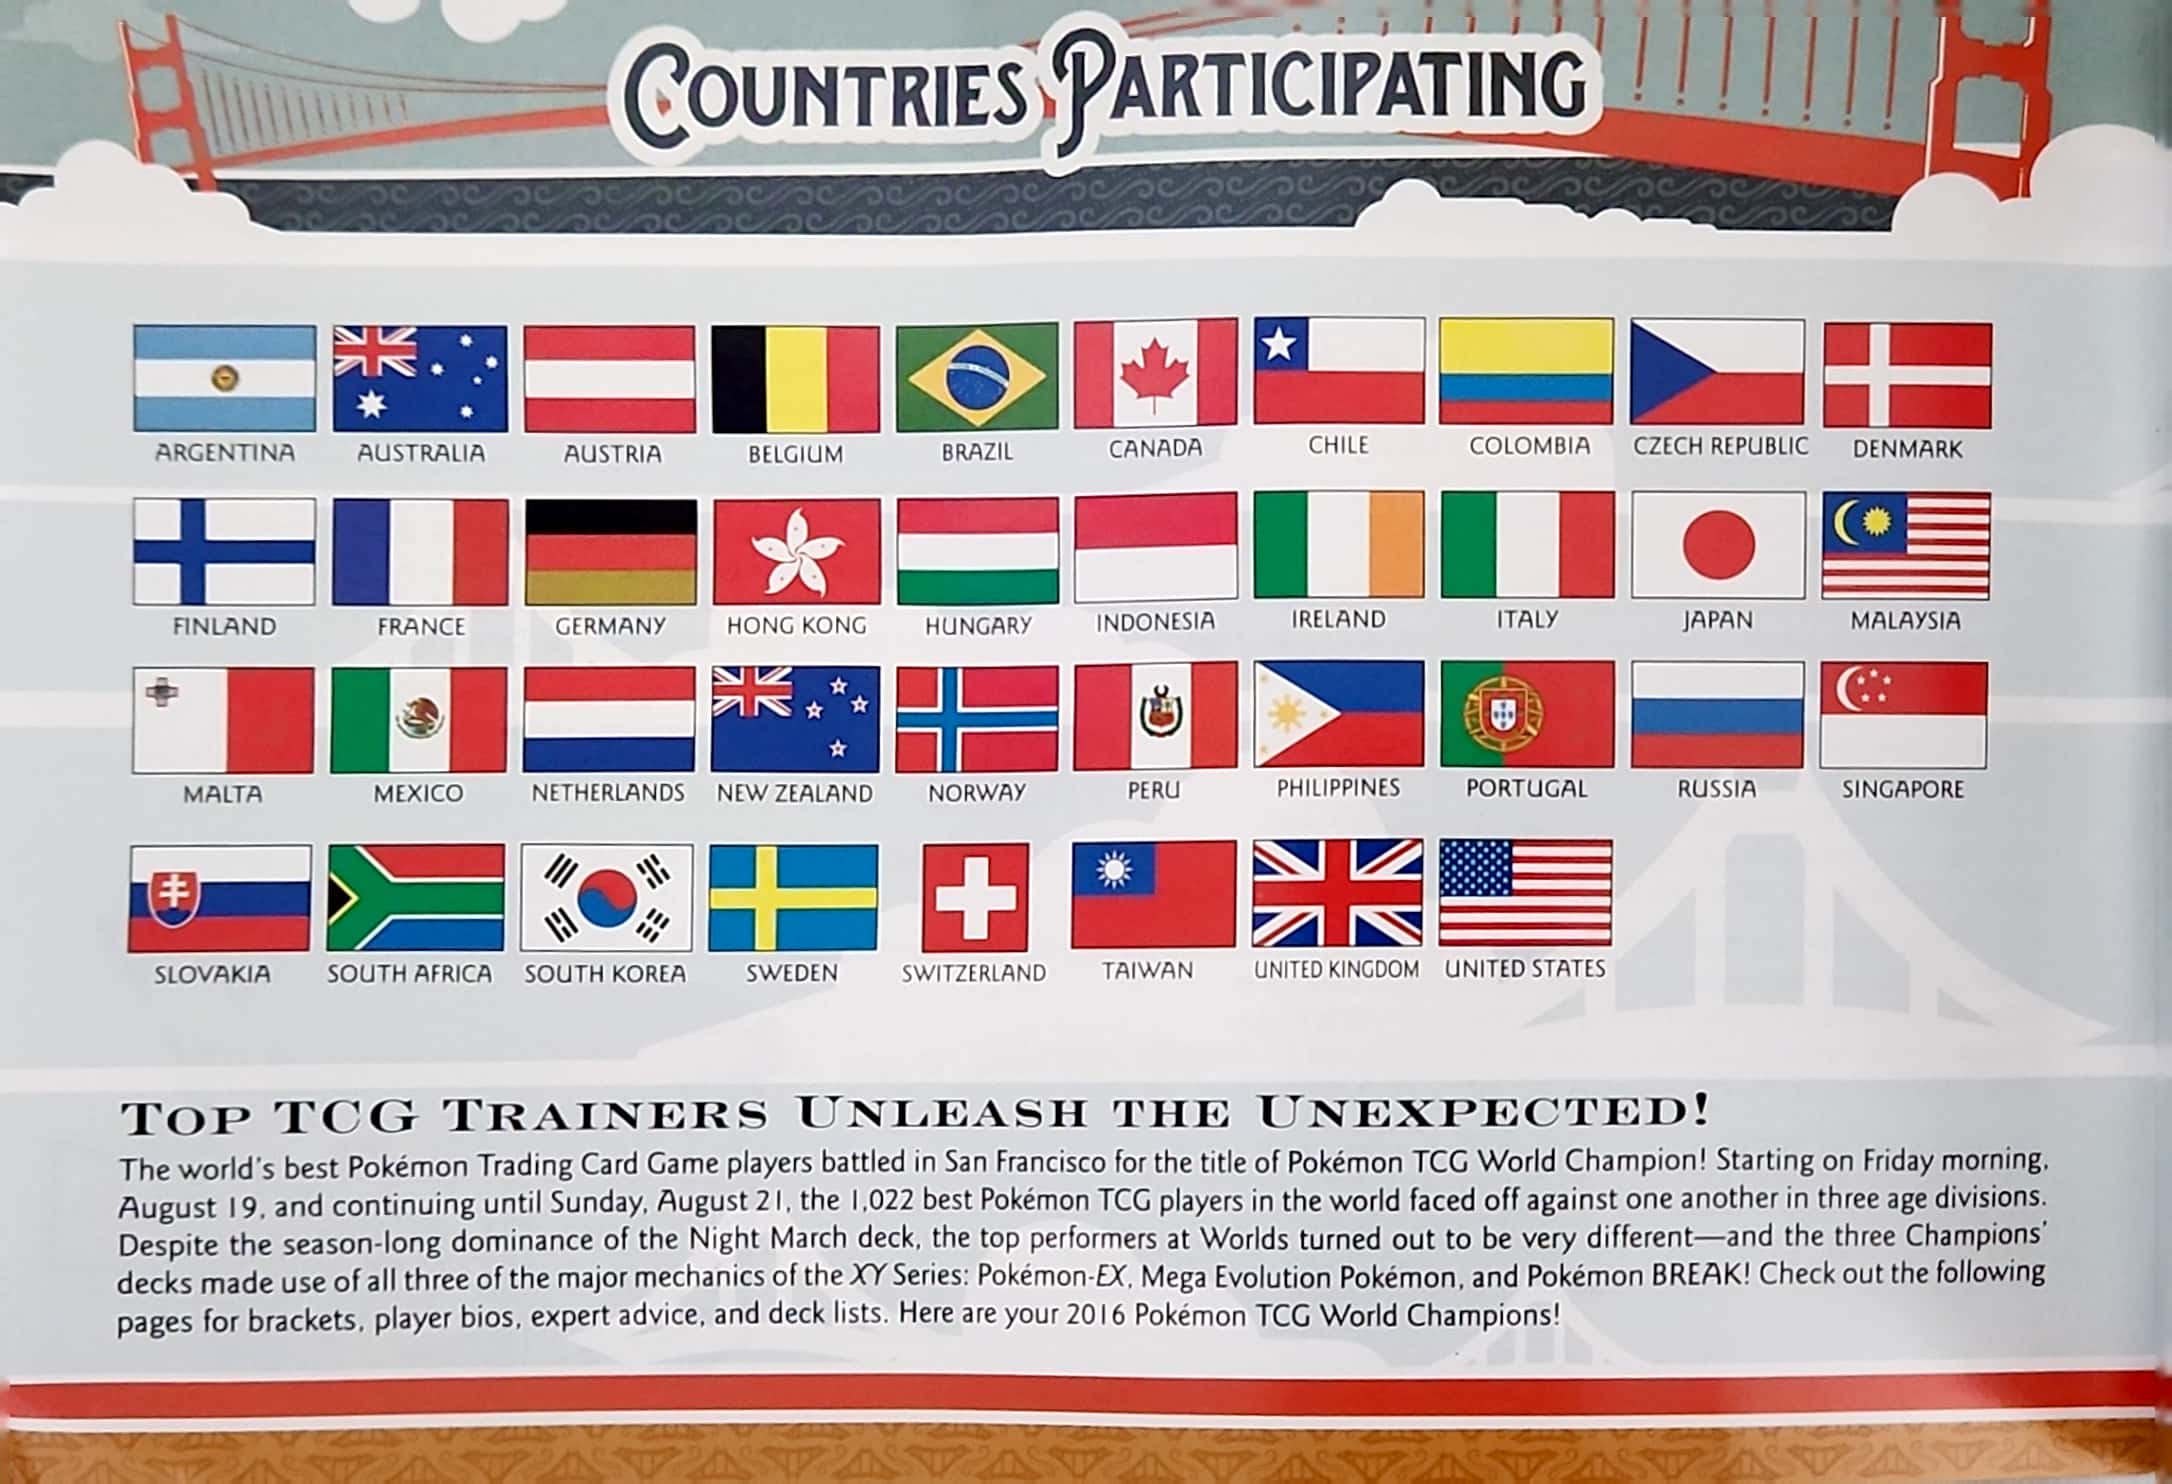 COUNTRIES PARTICIPATING
ARGENTINA AUSTRALIA AUSTRIA BELGIUM BRAZIL CANADA CHILE COLOMBIA CZECH REPUBLIC DENMARK
FINLAND FRANCE GERMANY HONG KONG HUNGARY INDONESIA IRELAND ITALY JAPAN MALAYSIA
MALTA MEXICO NETHERLANDS NEW ZEALAND NORWAY PERU PHILIPPINES PORTUGAL RUSSIA SINGAPORE
SLOVAKIA SOUTH AFRICA SOUTH KOREA SWEDEN SWITZERLAND TAIWAN UNITED KINGDOM UNITED STATES
TOP TCG TRAINERS UNLEASH THE UNEXPECTED!
The world's best Pokémon Trading Card Game players battled in San Francisco for the title of Pokémon TCG World Champion! Starting on Friday morning,
August 19, and continuing until Sunday, August 21, the 1,022 best Pokémon TCG players in the world faced off against one another in three age divisions.
Despite the season-long dominance of the Night March deck, the top performers at Worlds turned out to be very different—and the three Champions'
decks made use of all three of the major mechanics of the XY Series: Pokémon-EX, Mega Evolution Pokémon, and Pokémon BREAK! Check out the following
pages for brackets, player bios, expert advice, and deck lists. Here are your 2016 Pokémon TCG World Champions!